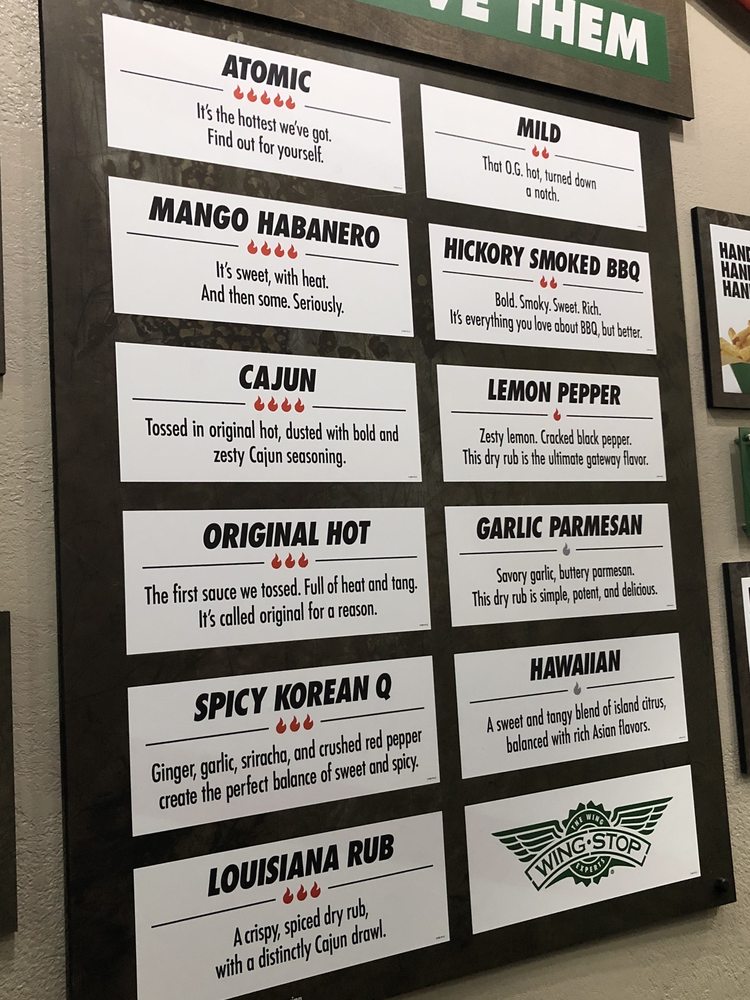 THEM
ATOMIC
It's the hottest we've got.
Find out for yourself.
MANGO HABANERO
It's sweet, with heat.
And then some. Seriously.
CAJUN
Tossed in original hot, dusted with bold and
zesty Cajun seasoning.
ORIGINAL HOT
The first sauce we tossed. Full of heat and tang.
It's called original for a reason.
SPICY KOREAN Q
Ginger, garlic, sriracha, and crushed red pepper
create the perfect balance of sweet and spicy.
LOUISIANA RUB
A crispy, spiced dry rub,
with a distinctly Cajun drawl.
MILD
That O.G. hot, turned down
a notch.
HICKORY SMOKED BBQ
Bold. Smoky. Sweet. Rich.
It's everything you love about BBQ, but better.
LEMON PEPPER
Zesty lemon. Cracked black pepper.
This dry rub is the ultimate gateway flavor.
GARLIC PARMESAN
Savory garlic, buttery parmesan.
This dry rub is simple, potent, and delicious.
HAWAIIAN
A sweet and tangy blend of island citrus,
balanced with rich Asian flavors.
THE WING
WING·STOP
EXPERTS
HAND
HAND
HAN